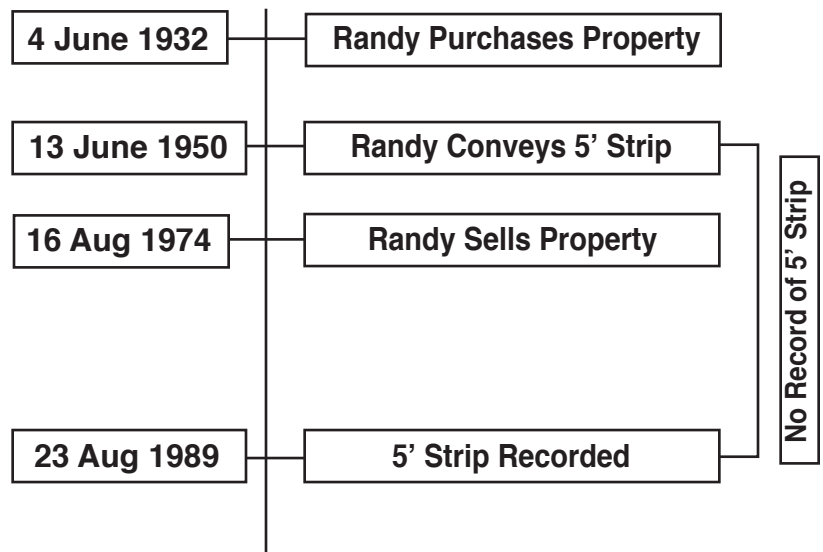 4 June 1932
Randy Purchases Property
13 June 1950
Randy Conveys 5’ Strip
16 Aug 1974
Randy Sells Property
No Record of 5’ Strip
23 Aug 1989
5’ Strip Recorded